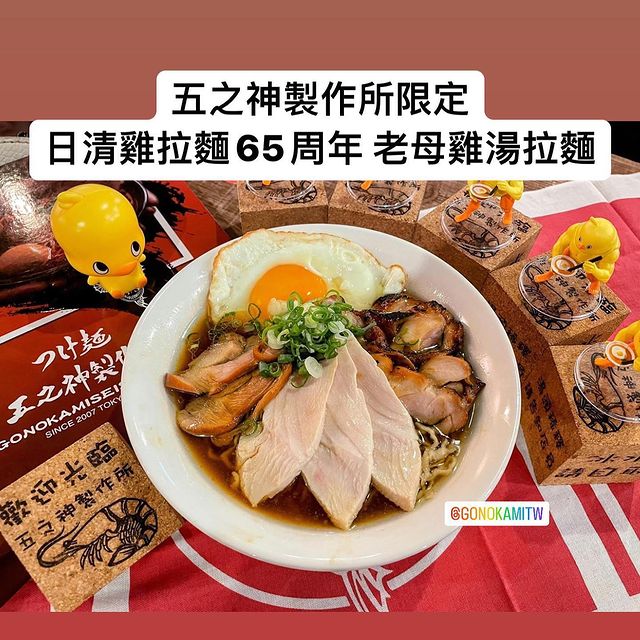 五之神製作所限定
日清雞拉麵65周年 老母雞湯拉麵
つけ麺
五之神製作
GONOKAMISEI
SINCE 2007 TOKY
歡迎光臨
五之神製作所
@GONOKAMITW